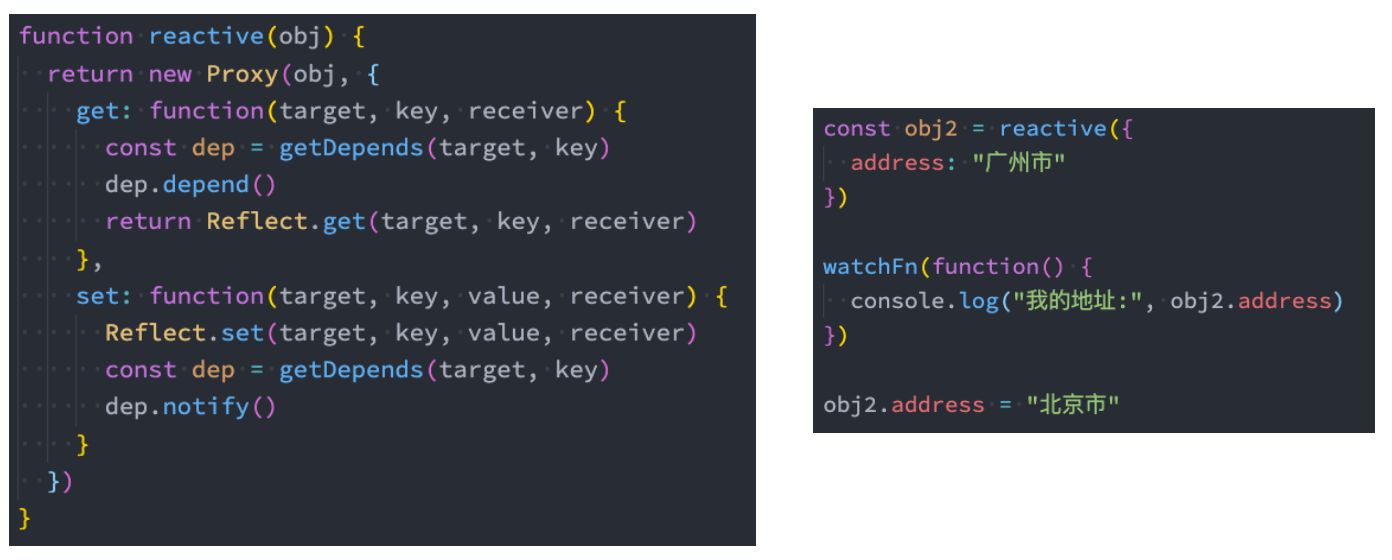 function reactive(obj) {
  return new Proxy(obj, {
    get: function(target, key, receiver) {
      const dep = getDepends(target, key)
      dep.depend()
      return Reflect.get(target, key, receiver)
    },
    set: function(target, key, value, receiver) {
      Reflect.set(target, key, value, receiver)
      const dep = getDepends(target, key)
      dep.notify()
    }
  })
}
const obj2 = reactive({
  address: "广州市"
})
watchFn(function() {
  console.log("我的地址:", obj2.address)
})
obj2.address = "北京市"